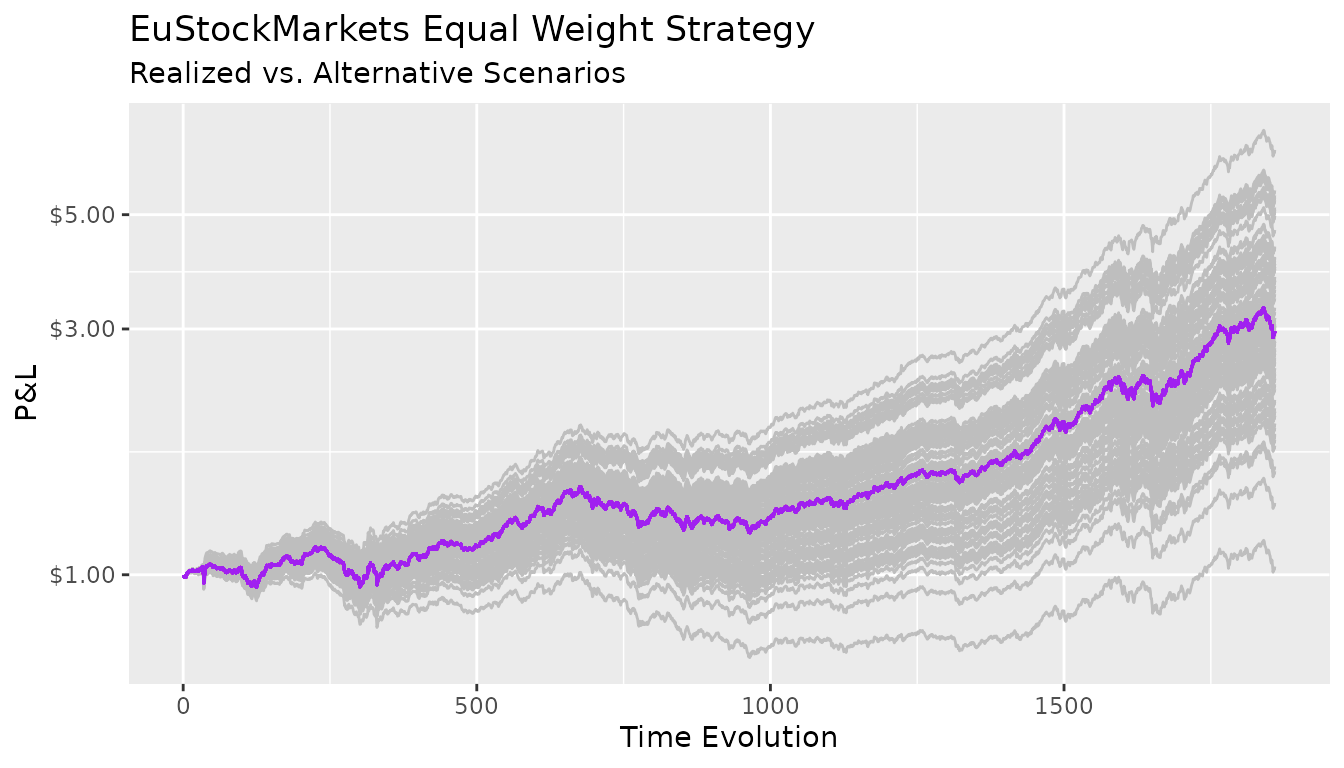 EuStockMarkets Equal Weight Strategy
Realized vs. Alternative Scenarios
P&L
$5.00
$3.00
$1.00
0 500 1000 1500
Time Evolution